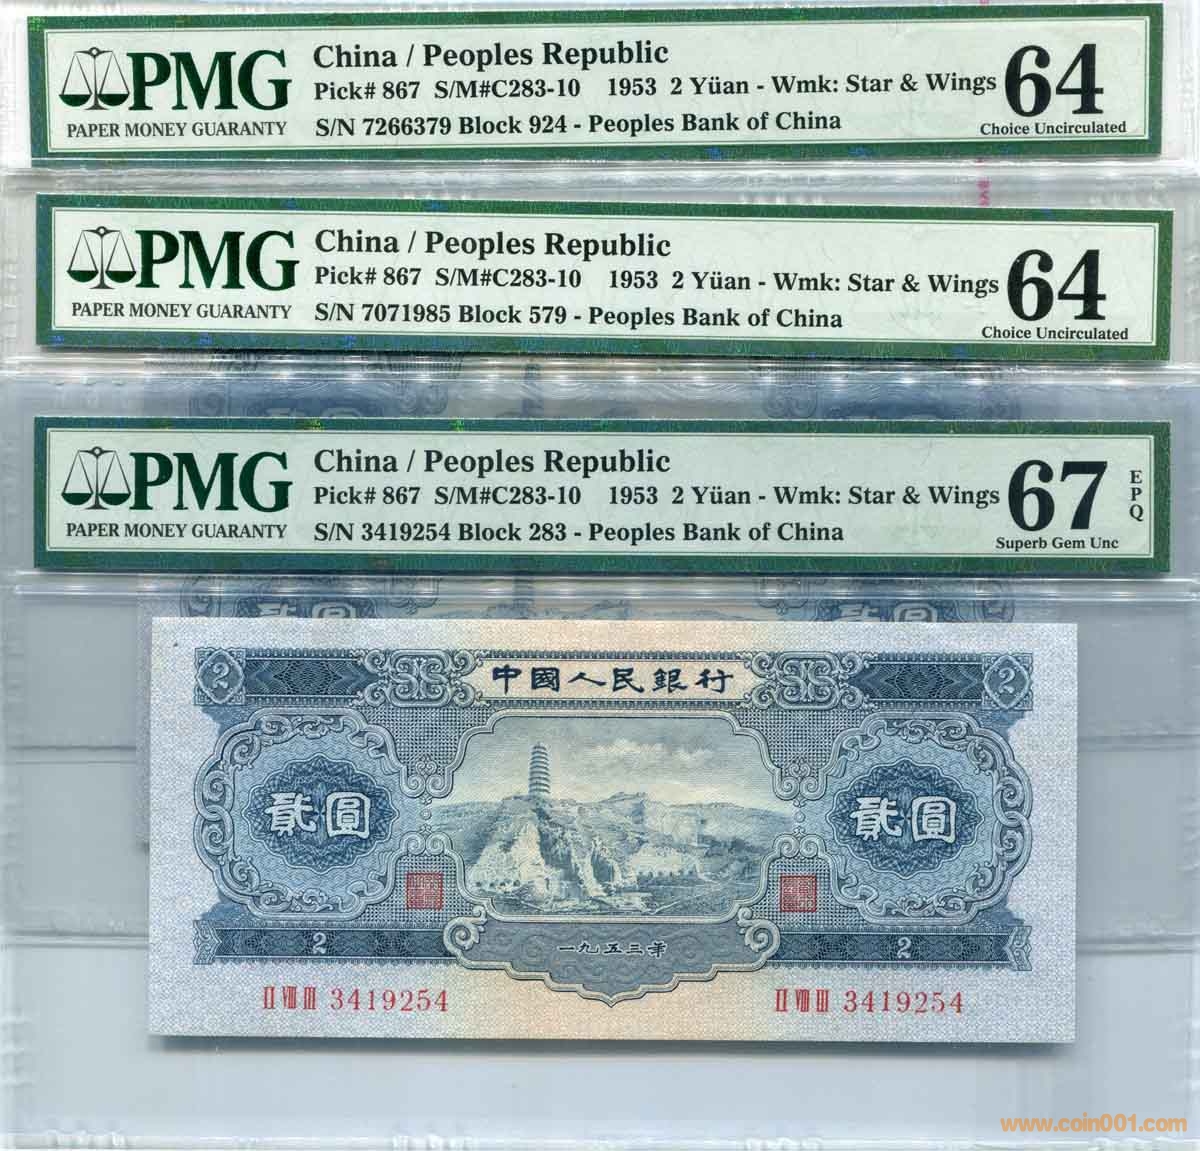 PMG
PAPER MONEY GUARANTY
China / Peoples Republic
Pick# 867 S/M#C283-10 1953 2 Yüan - Wmk: Star & Wings
S/N 7266379 Block 924 - Peoples Bank of China
64
Choice Uncirculated
PMG
PAPER MONEY GUARANTY
China / Peoples Republic
Pick# 867 S/M#C283-10 1953 2 Yüan - Wmk: Star & Wings
S/N 7071985 Block 579 - Peoples Bank of China
64
Choice Uncirculated
PMG
PAPER MONEY GUARANTY
China / Peoples Republic
Pick# 867 S/M#C283-10 1953 2 Yüan - Wmk: Star & Wings
S/N 3419254 Block 283 - Peoples Bank of China
67 EPQ
Superb Gem Unc
2 中國人民銀行 2
貳圓 貳圓
2 一九五三年 2
II VIII III 3419254 II VIII III 3419254
www.coin001.com